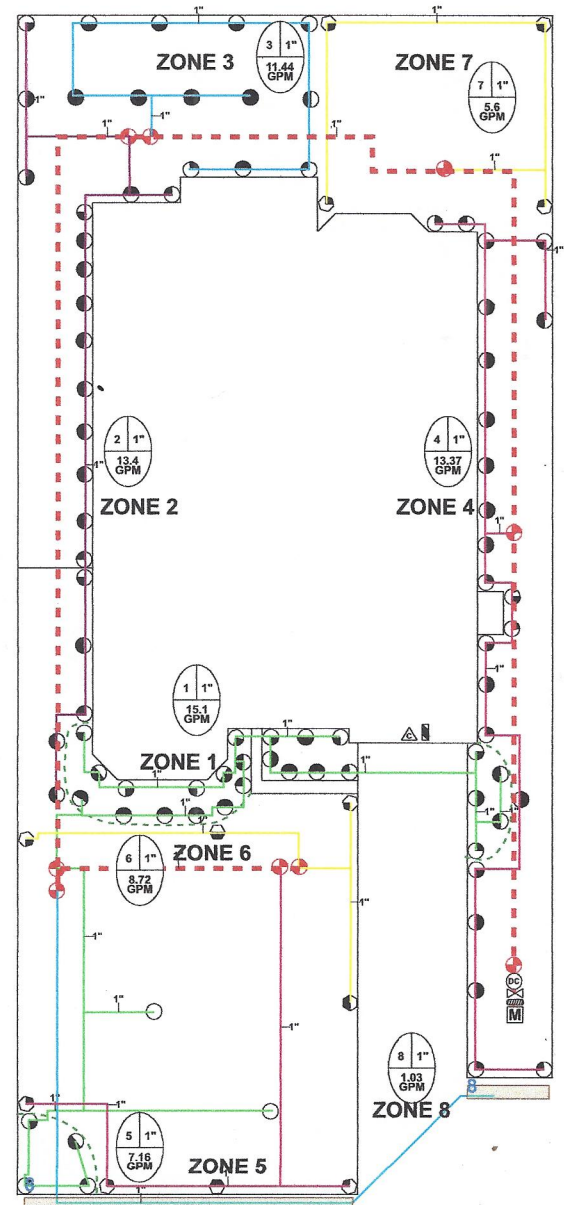 1"
1"
ZONE 3
3 1"
11.44
GPM
ZONE 7
7 1"
5.6
GPM
1"
1"
1"
1"
1"
1"
2 1"
13.4
GPM
1"
ZONE 2
4 1"
13.37
GPM
ZONE 4
1"
1"
1 1"
15.1
GPM
1"
C
ZONE 1
1"
1"
1"
1"
1"
ZONE 6
6 1"
8.72
GPM
1"
1"
DC
M
1"
8 1"
1.03
GPM
ZONE 8
8
1"
1"
5 1"
7.16
GPM
ZONE 5
1"
1"